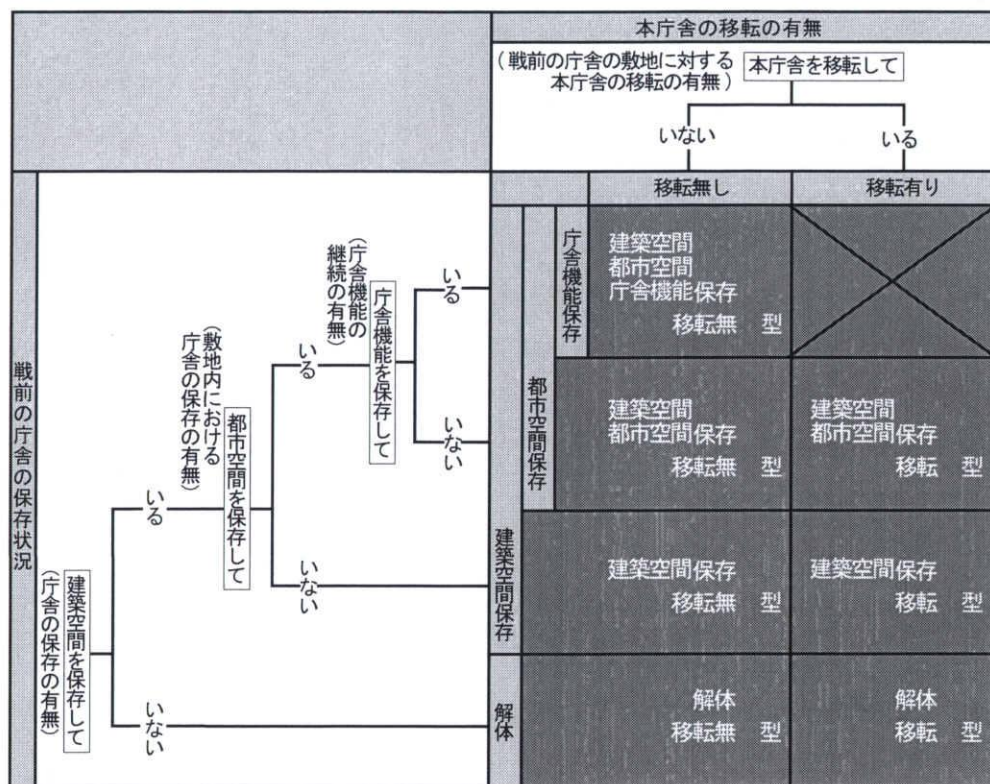 本庁舎の移転の有無
(戦前の庁舎の敷地に対する
本庁舎の移転の有無)
本庁舎を移転して
いない
いる
移転無し
移転有り
戦前の庁舎の保存状況
建築空間を保存して
(庁舎の保存の有無)
いる
いない
都市空間を保存して
(敷地内における
庁舎の保存の有無)
いる
いない
庁舎機能を保存して
(庁舎機能の
継続の有無)
いる
いない
庁舎機能保存
都市空間保存
建築空間保存
解体
建築空間
都市空間
庁舎機能保存
移転無 型
建築空間
都市空間保存
移転無 型
建築空間
都市空間保存
移転 型
建築空間保存
移転無 型
建築空間保存
移転 型
解体
移転無 型
解体
移転 型